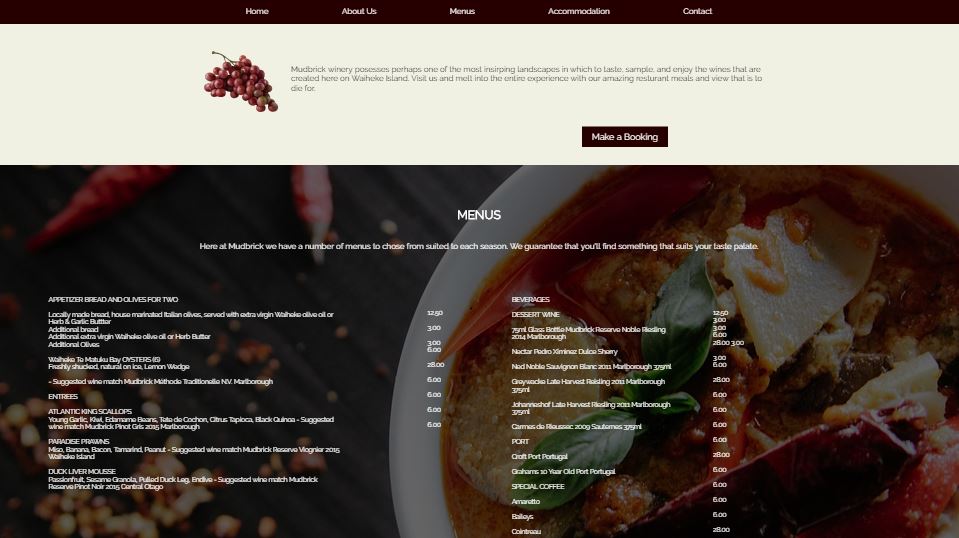 Home About Us Menus Accommodation Contact
Mudbrick winery posesses perhaps one of the most insirping landscapes in which to taste, sample, and enjoy the wines that are
created here on Waiheke Island. Visit us and melt into the entire experience with our amazing resturant meals and view that is to
die for.
Make a Booking
MENUS
Here at Mudbrick we have a number of menus to chose from suited to each season. We guarantee that you'll find something that suits your taste palate.
APPETIZER BREAD AND OLIVES FOR TWO
Locally made bread, house marinated Italian olives, served with extra virgin Waiheke olive oil or
Herb & Garlic Buttter
Additional bread
Additional extra virgin Waiheke olive oil or Herb Butter
Additional Olives
Waiheke Te Matuku Bay OYSTERS (6)
Freshly shucked, natural on ice, Lemon Wedge
- Suggested wine match Mudbrick Méthode Traditionelle N.V. Marlborough
ENTREES
ATLANTIC KING SCALLOPS
Young Garlic, Kiwi, Edamame Beans, Tete de Cochon, Citrus Tapioca, Black Quinoa - Suggested
wine match Mudbrick Pinot Gris 2015 Marlborough
PARADISE PRAWNS
Miso, Banana, Bacon, Tamarind, Peanut - Suggested wine match Mudbrick Reserve Viognier 2015
Waiheke Island
DUCK LIVER MOUSSE
Passionfruit, Sesame Granola, Pulled Duck Leg, Endive - Suggested wine match Mudbrick
Reserve Pinot Noir 2015 Central Otago
12.50
3.00
3.00
6.00
28.00
6.00
6.00
6.00
6.00
BEVERAGES
DESSERT WINE
75ml Glass Bottle Mudbrick Reserve Noble Riesling
2014 Marlborough
Nectar Pedro Ximinez Dulce Sherry
Ned Noble Sauvignon Blanc 2011 Marlborough 375ml
Greywacke Late Harvest Reisling 2011 Marlborough
375ml
Johanneshof Late Harvest Riesling 2011 Marlborough
375ml
Carmes de Rieussec 2009 Sauternes 375ml
PORT
Croft Port Portugal
Grahams 10 Year Old Port Portugal
SPECIAL COFFEE
Amaretto
Baileys
Cointreau
12.50
3.00
3.00
6.00
28.00 3.00
3.00
6.00
28.00
6.00
6.00
6.00
6.00
28.00
6.00
6.00
6.00
6.00
28.00